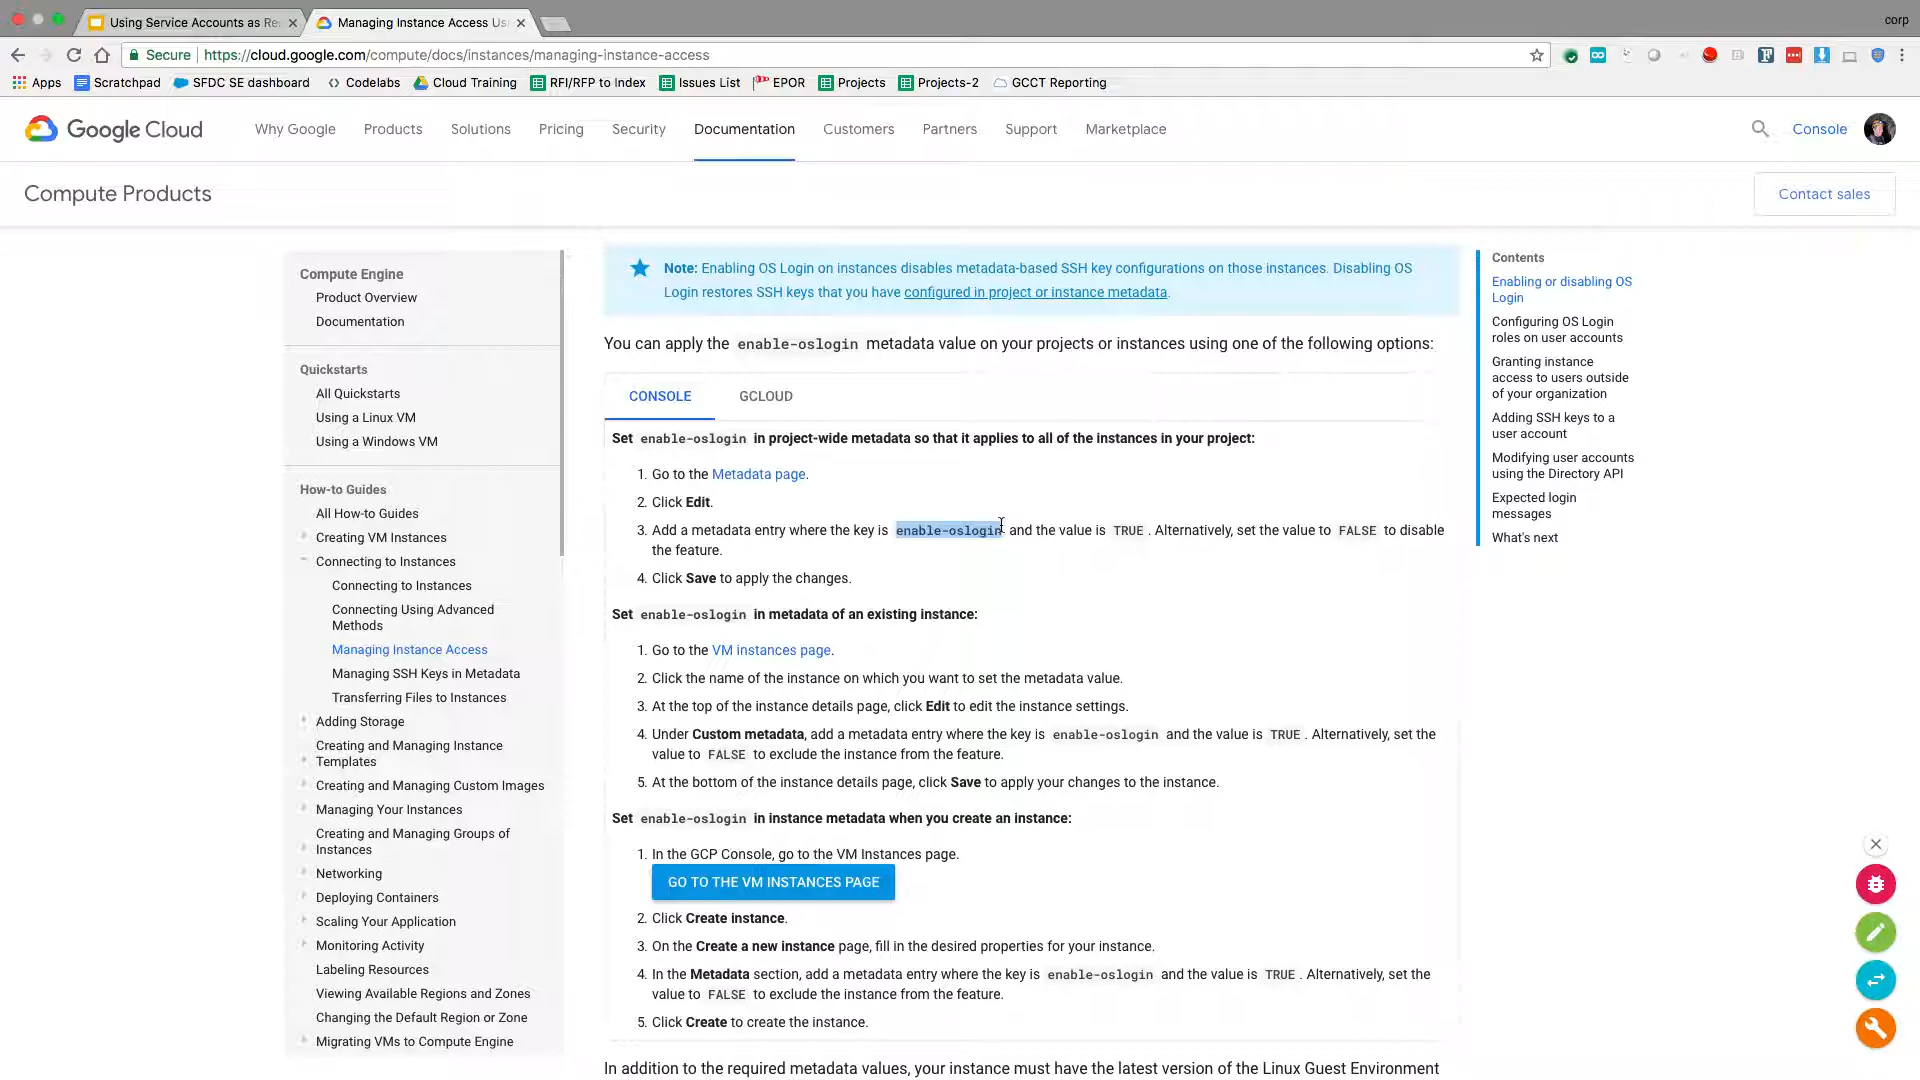 Using Service Accounts as Re
Managing Instance Access Us
corp
Secure
https://cloud.google.com/compute/docs/instances/managing-instance-access
Apps
Scratchpad
SFDC SE dashboard
Codelabs
Cloud Training
RFI/RFP to Index
Issues List
EPOR
Projects
Projects-2
GCCT Reporting
Google Cloud
Why Google
Products
Solutions
Pricing
Security
Documentation
Customers
Partners
Support
Marketplace
Console
Compute Products
Contact sales
Compute Engine
Product Overview
Documentation
Quickstarts
All Quickstarts
Using a Linux VM
Using a Windows VM
How-to Guides
All How-to Guides
Creating VM Instances
Connecting to Instances
Connecting to Instances
Connecting Using Advanced
Methods
Managing Instance Access
Managing SSH Keys in Metadata
Transferring Files to Instances
Adding Storage
Creating and Managing Instance
Templates
Creating and Managing Custom Images
Managing Your Instances
Creating and Managing Groups of
Instances
Networking
Deploying Containers
Scaling Your Application
Monitoring Activity
Labeling Resources
Viewing Available Regions and Zones
Changing the Default Region or Zone
Migrating VMs to Compute Engine
Note: Enabling OS Login on instances disables metadata-based SSH key configurations on those instances. Disabling OS
Login restores SSH keys that you have configured in project or instance metadata.
You can apply the enable-oslogin metadata value on your projects or instances using one of the following options:
CONSOLE
GCLOUD
Set enable-oslogin in project-wide metadata so that it applies to all of the instances in your project:
1. Go to the Metadata page.
2. Click Edit.
3. Add a metadata entry where the key is enable-oslogin and the value is TRUE. Alternatively, set the value to FALSE to disable
the feature.
4. Click Save to apply the changes.
Set enable-oslogin in metadata of an existing instance:
1. Go to the VM instances page.
2. Click the name of the instance on which you want to set the metadata value.
3. At the top of the instance details page, click Edit to edit the instance settings.
4. Under Custom metadata, add a metadata entry where the key is enable-oslogin and the value is TRUE. Alternatively, set the
value to FALSE to exclude the instance from the feature.
5. At the bottom of the instance details page, click Save to apply your changes to the instance.
Set enable-oslogin in instance metadata when you create an instance:
1. In the GCP Console, go to the VM Instances page.
GO TO THE VM INSTANCES PAGE
2. Click Create instance.
3. On the Create a new instance page, fill in the desired properties for your instance.
4. In the Metadata section, add a metadata entry where the key is enable-oslogin and the value is TRUE. Alternatively, set the
value to FALSE to exclude the instance from the feature.
5. Click Create to create the instance.
In addition to the required metadata values, your instance must have the latest version of the Linux Guest Environment
Contents
Enabling or disabling OS
Login
Configuring OS Login
roles on user accounts
Granting instance
access to users outside
of your organization
Adding SSH keys to a
user account
Modifying user accounts
using the Directory API
Expected login
messages
What's next